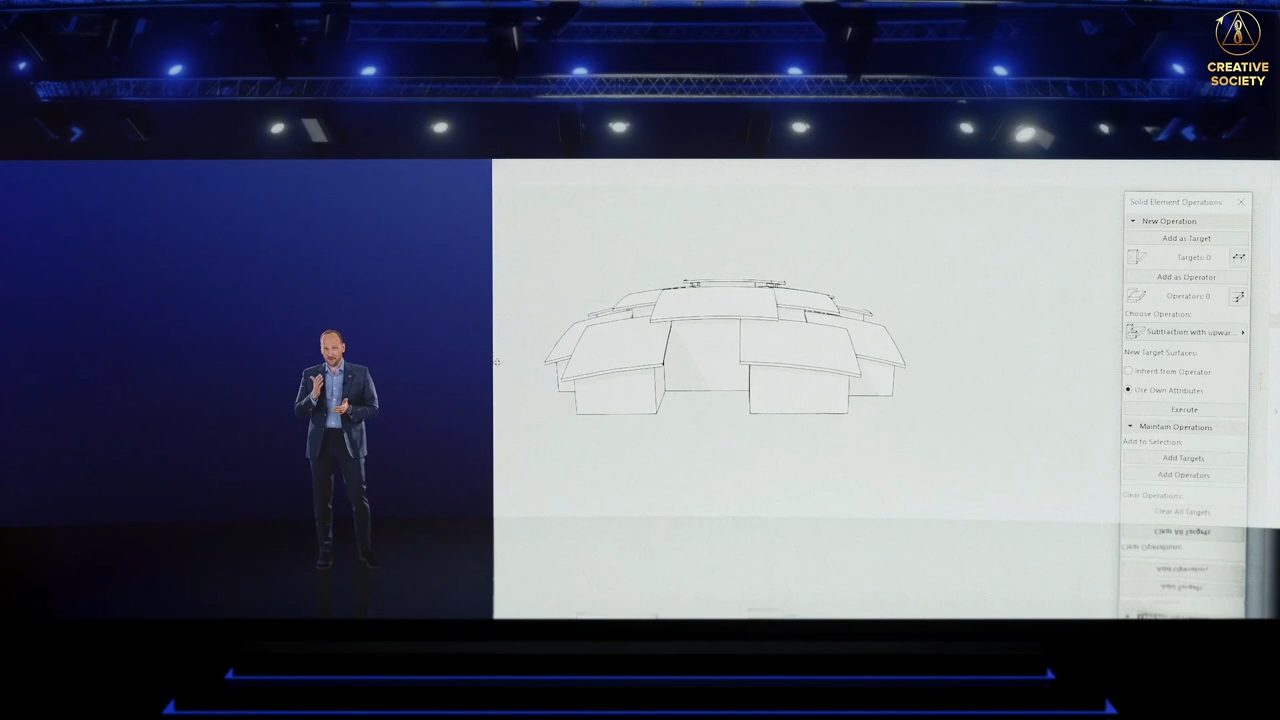 CREATIVE
SOCIETY
Solid Element Operations
New Operation
Add as Target
Targets: 0
Add as Operator
Operators: 0
Choose Operation:
Subtraction with upwar...
New Target Surfaces:
Inherit from Operator
Use Own Attributes
Execute
Maintain Operations
Add to Selection:
Add Targets
Add Operators
Clear Operations:
Clear All Targets